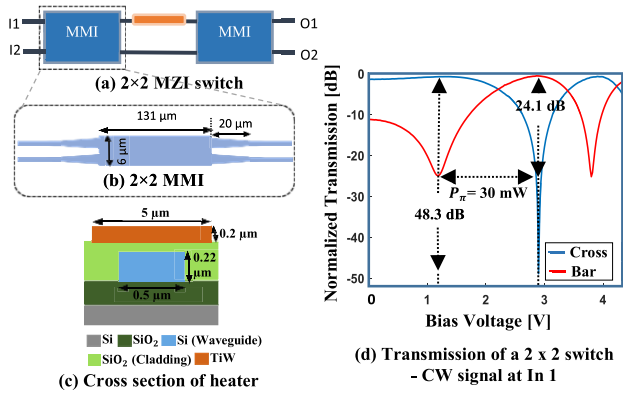 I1
I2
MMI
MMI
O1
O2
(a) 2×2 MZI switch
131 μm
20 μm
6 μm
(b) 2×2 MMI
5 μm
0.2 μm
0.22
μm
0.5 μm
Si SiO2 Si (Waveguide)
SiO2 (Cladding) TiW
(c) Cross section of heater
Normalized Transmission [dB]
0
-10
-20
-30
-40
-50
24.1 dB
Pπ = 30 mW
48.3 dB
Cross
Bar
0 1 2 3 4
Bias Voltage [V]
(d) Transmission of a 2 x 2 switch
- CW signal at In 1